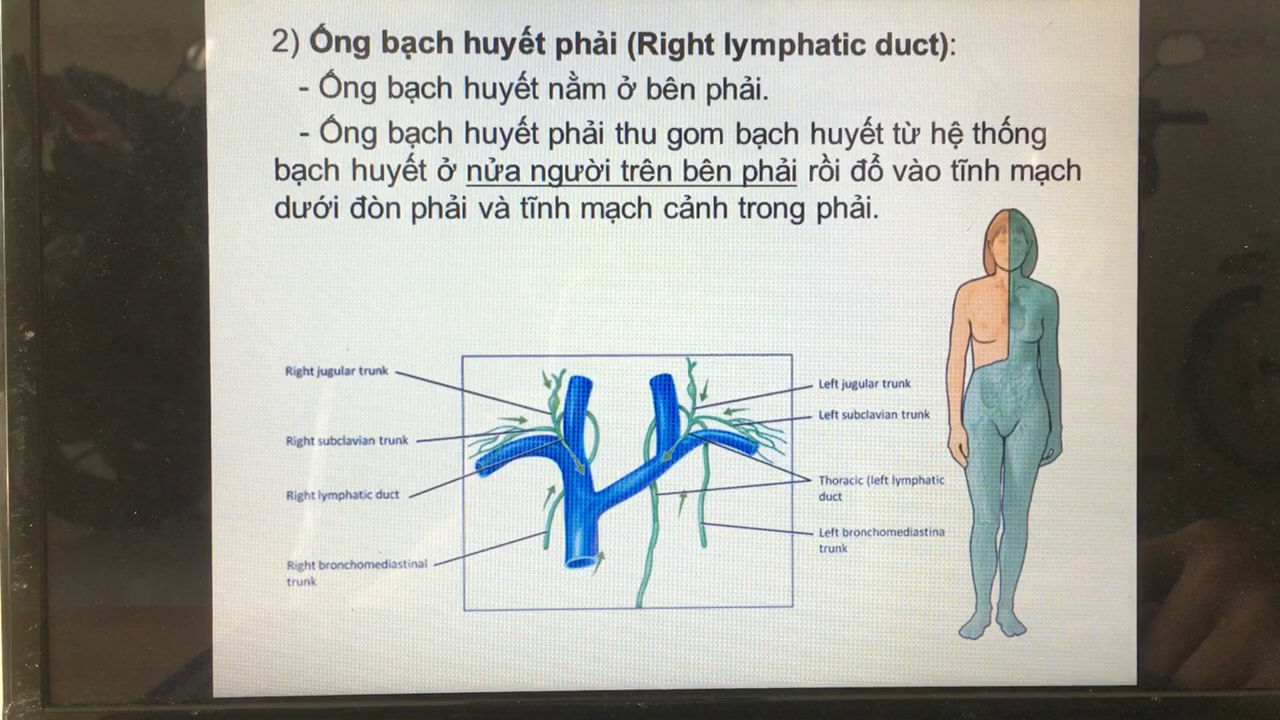 2) Ống bạch huyết phải (Right lymphatic duct):
- Ống bạch huyết nằm ở bên phải.
- Ống bạch huyết phải thu gom bạch huyết từ hệ thống
bạch huyết ở nửa người trên bên phải rồi đổ vào tĩnh mạch
dưới đòn phải và tĩnh mạch cảnh trong phải.
Right jugular trunk
Right subclavian trunk
Right lymphatic duct
Right bronchomediastinal
trunk
Left jugular trunk
Left subclavian trunk
Thoracic (left lymphatic
duct
Left bronchomediastina
trunk